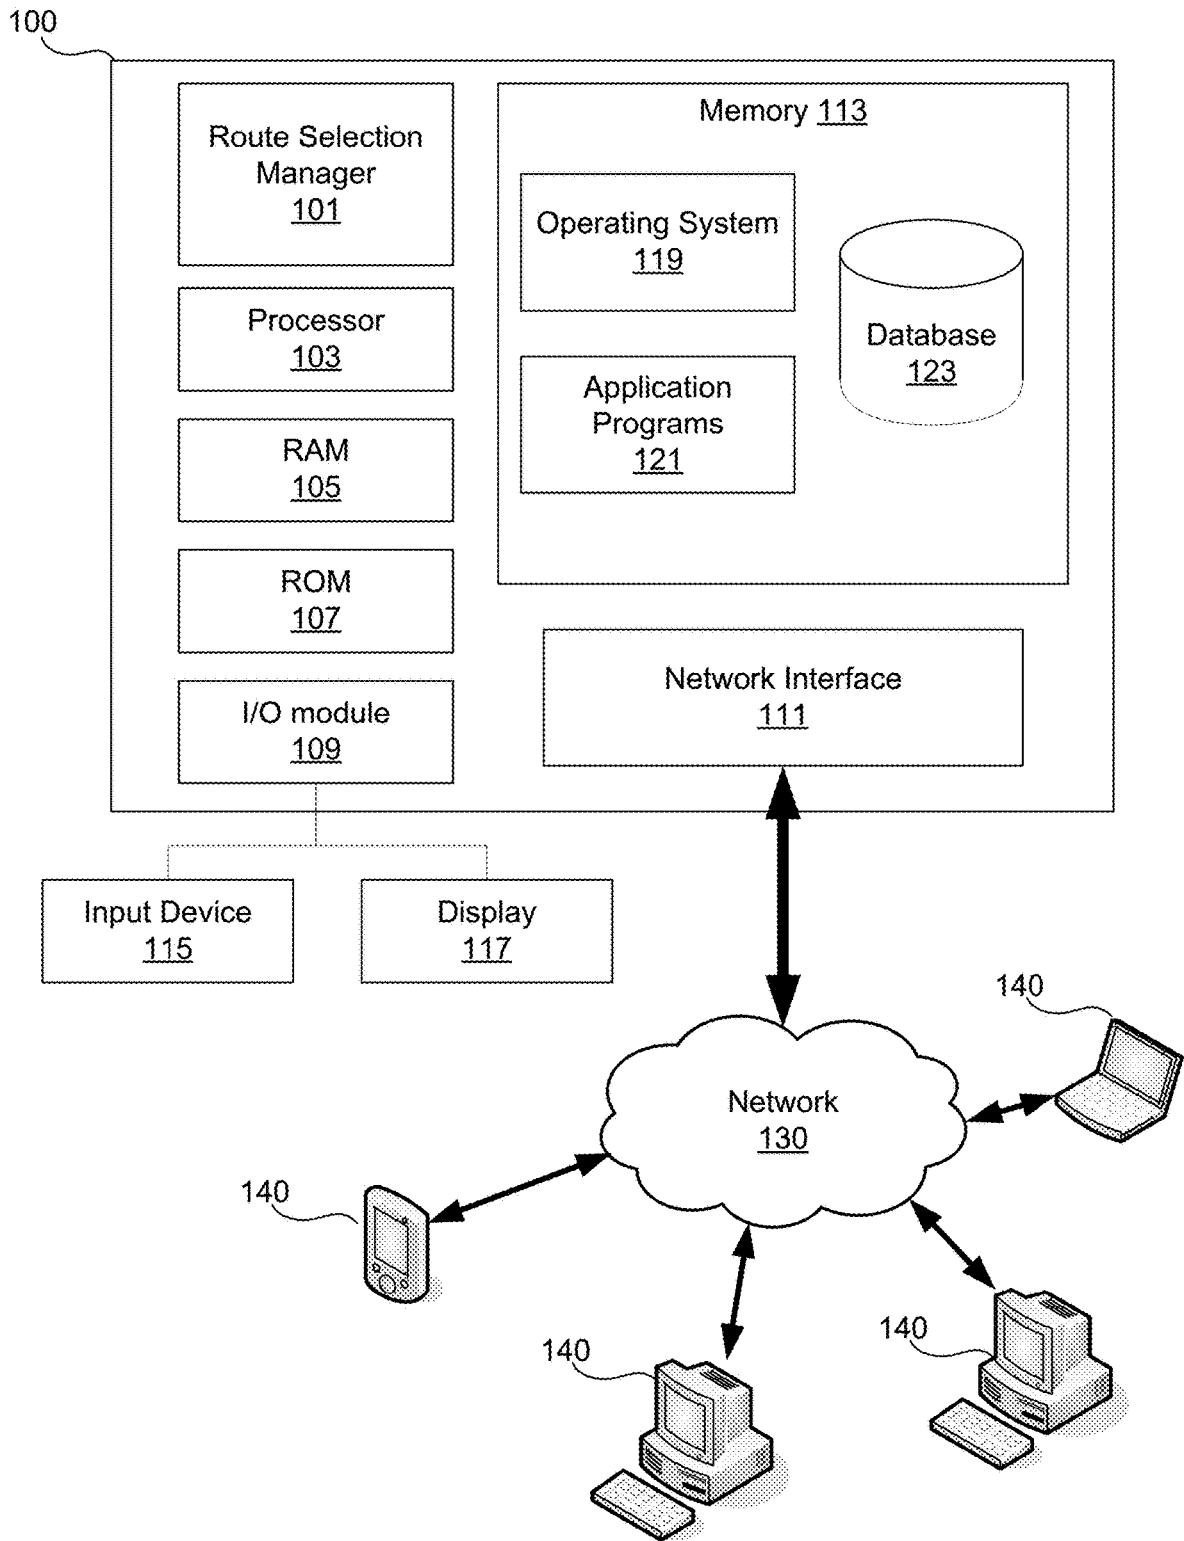 100
Route Selection
Manager
101
Processor
103
RAM
105
ROM
107
I/O module
109
Memory 113
Operating System
119
Application
Programs
121
Database
123
Network Interface
111
Input Device
115
Display
117
Network
130
140
140
140
140